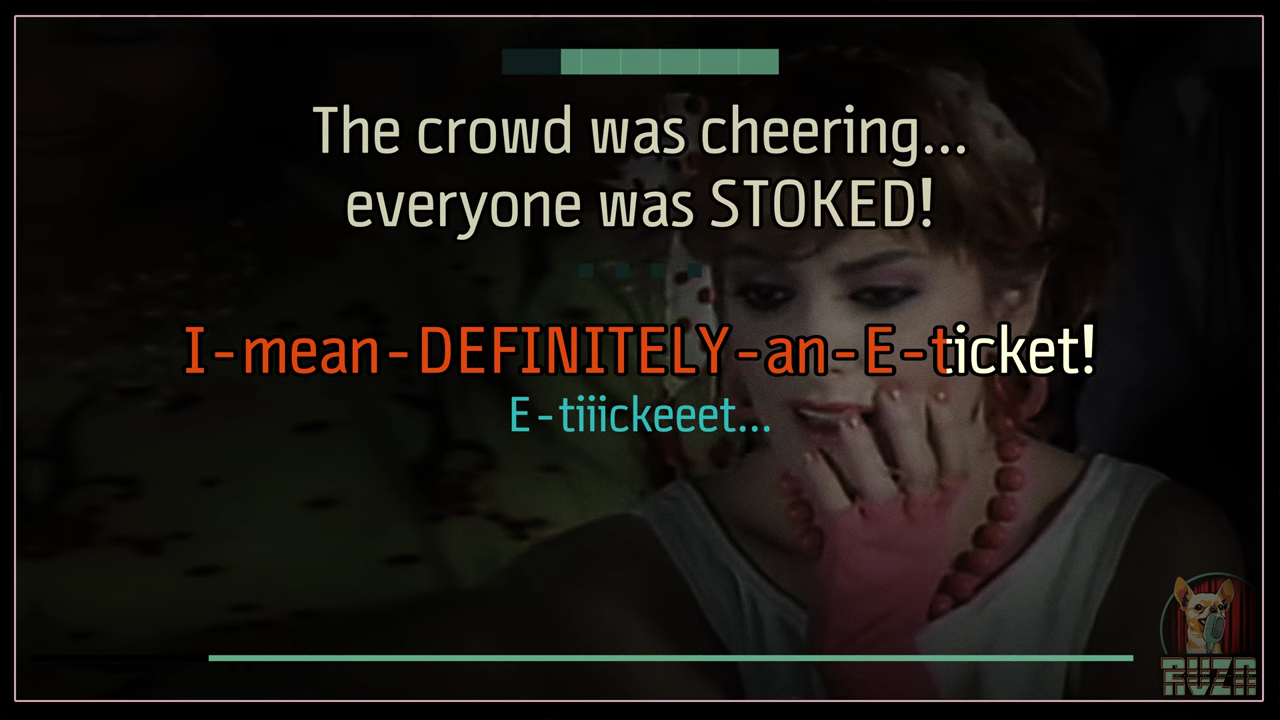 The crowd was cheering...
everyone was STOKED!
I-mean-DEFINITELY-an-E-ticket!
E-tiiickeeet...
RUZA